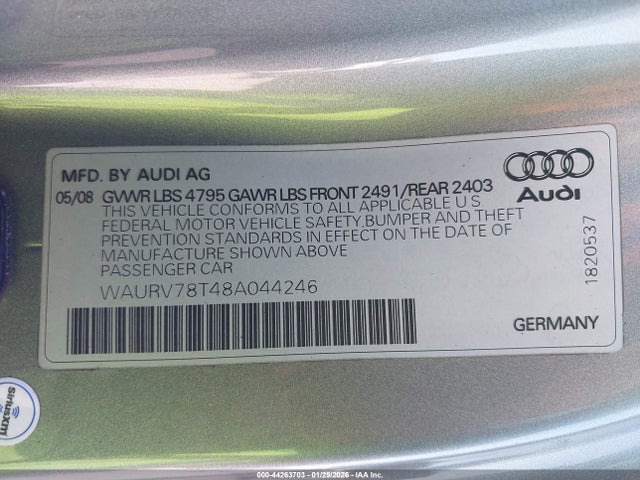 MFD. BY AUDI AG
05/08 GVWR LBS 4795 GAWR LBS FRONT 2491/REAR 2403
THIS VEHICLE CONFORMS TO ALL APPLICABLE U S
FEDERAL MOTOR VEHICLE SAFETY,BUMPER AND THEFT
PREVENTION STANDARDS IN EFFECT ON THE DATE OF
MANUFACTURE SHOWN ABOVE
PASSENGER CAR
WAURV78T48A044246
Audi
1820537
GERMANY
SiriusXM
000-44263703 - 01/29/2026 - IAA Inc.